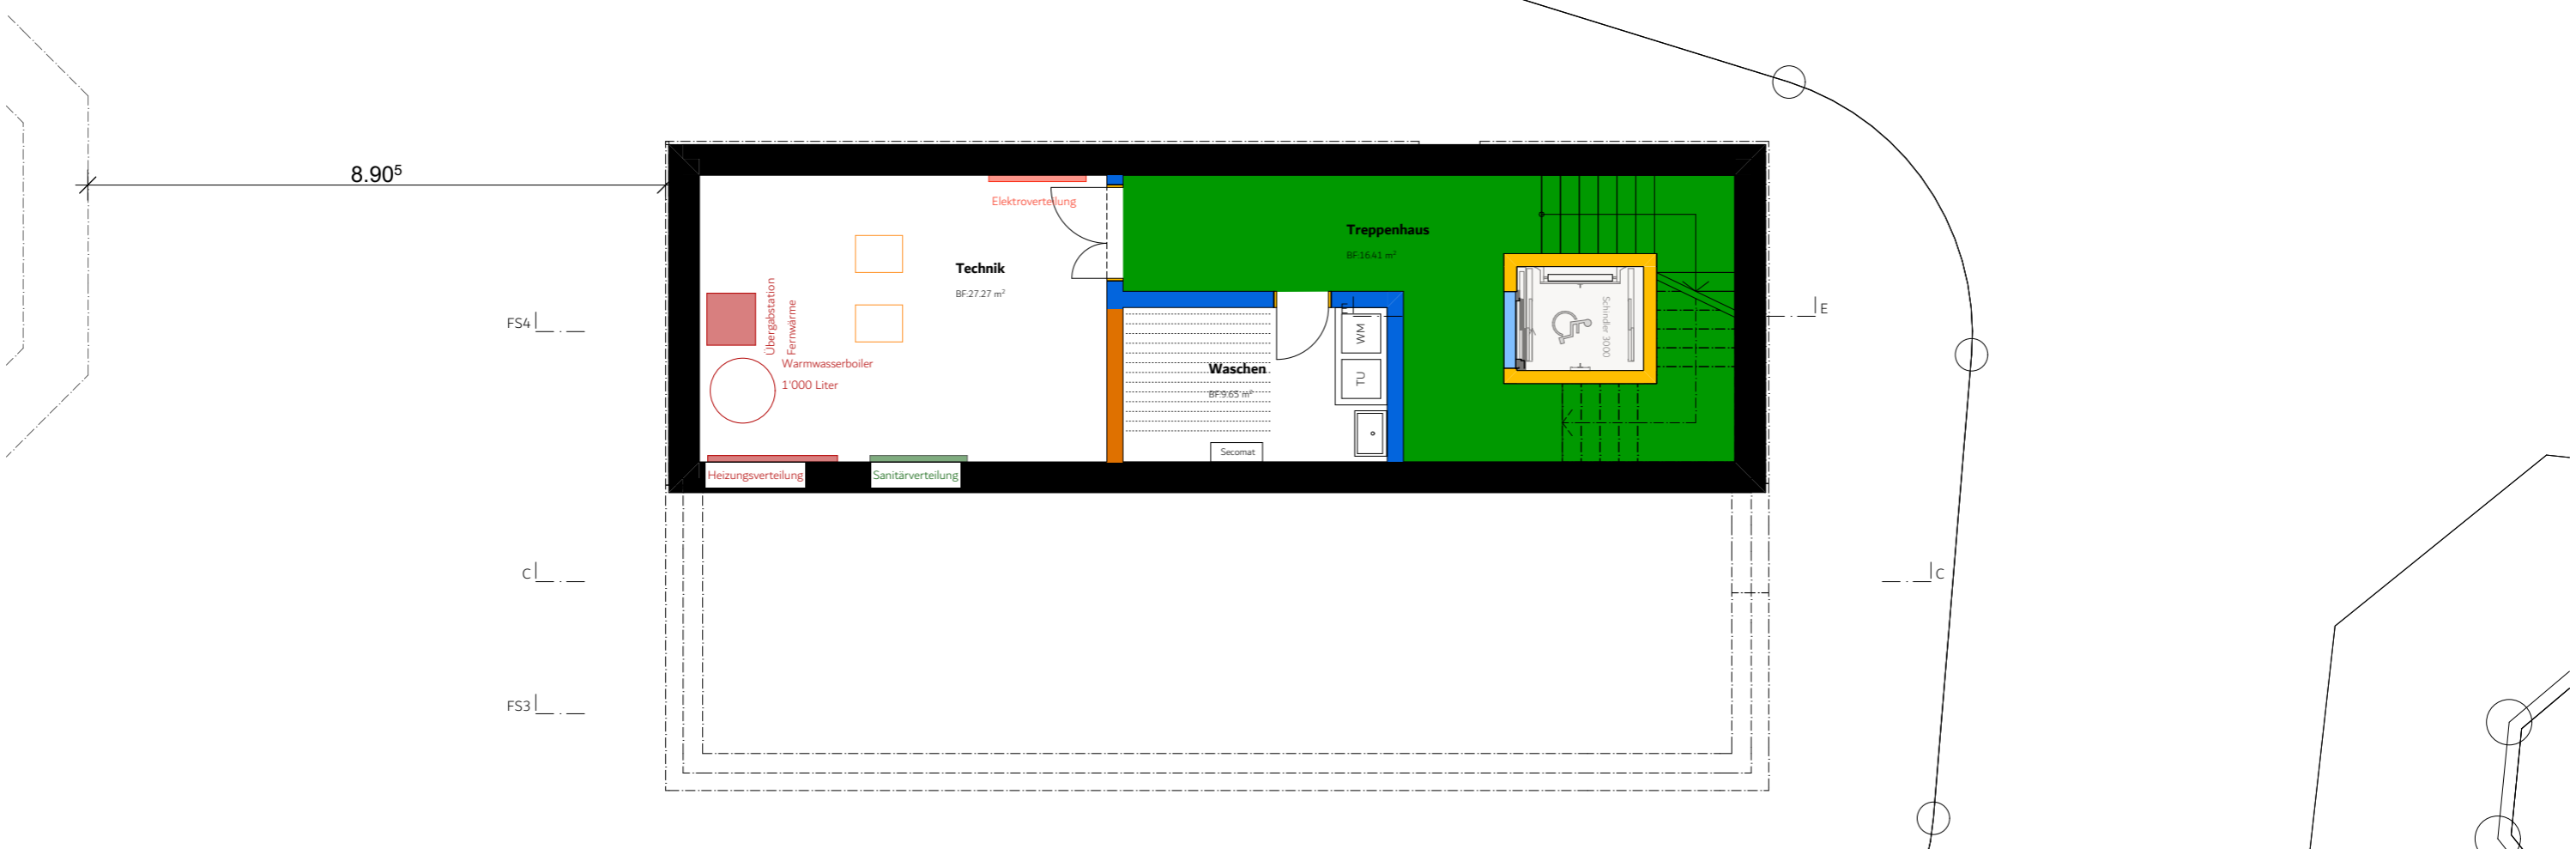 8.90⁵
Elektroverteilung
Treppenhaus
BF:16.41 m²
Technik
BF:27.27 m²
Übergabstation
Fernwärme
Warmwasserboiler
1'000 Liter
FS4
E
E
WM
TU
Schindler 3000
Waschen
BF:9.65 m²
Secomat
Heizungsverteilung
Sanitärverteilung
C
C
FS3